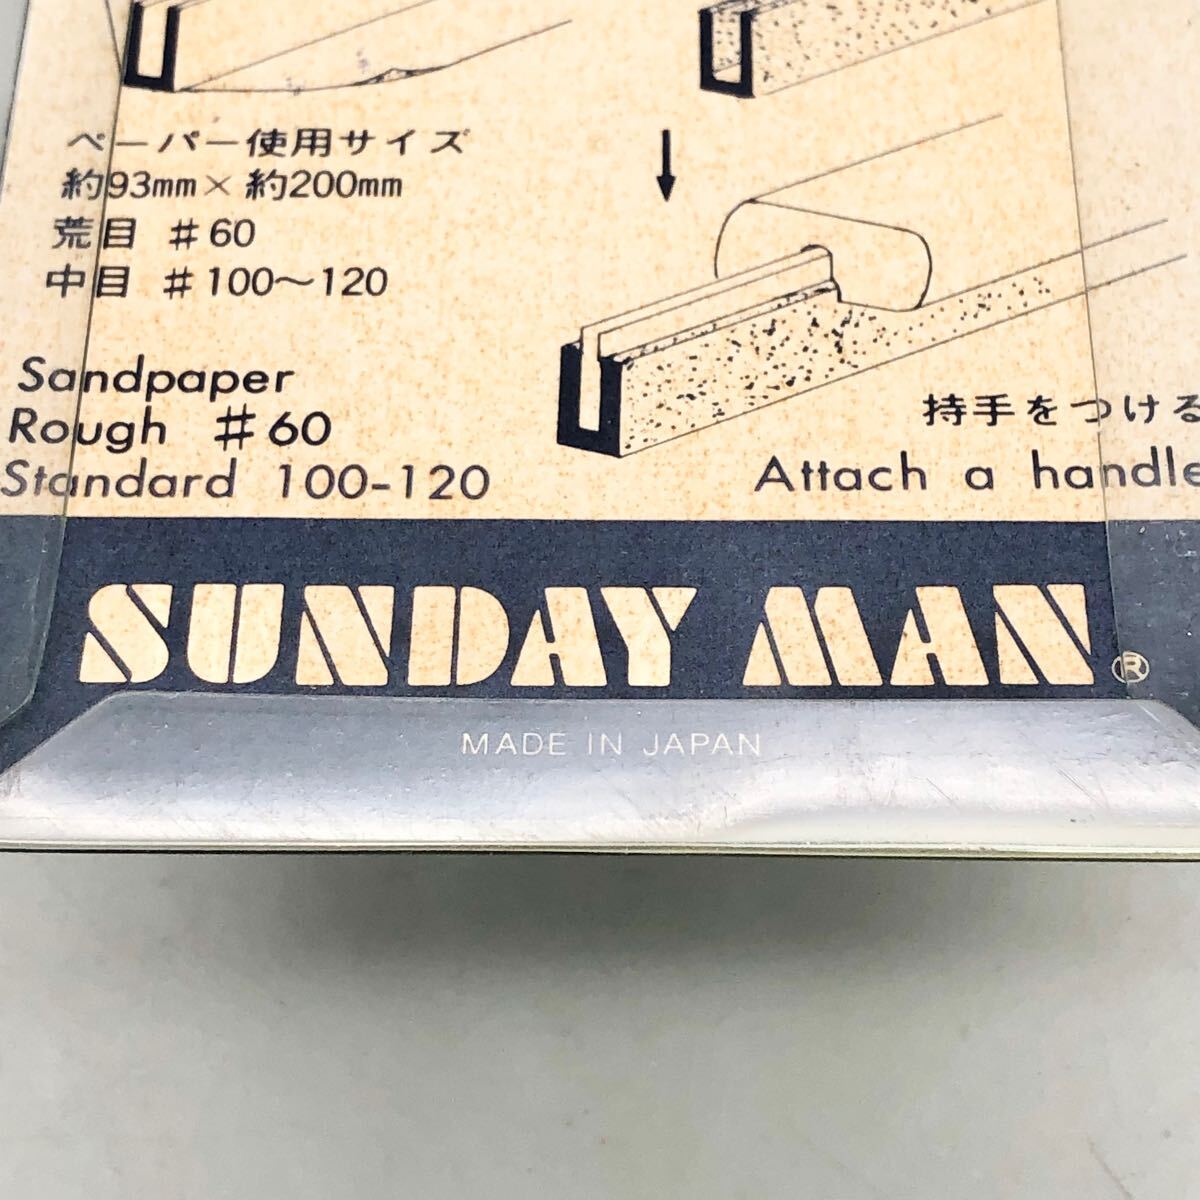 ペーパー使用サイズ
約93mm×約200mm
荒目 #60
中目 #100〜120
Sandpaper
Rough #60
Standard 100-120
持手をつける
Attach a handle
SUNDAY MAN®
MADE IN JAPAN